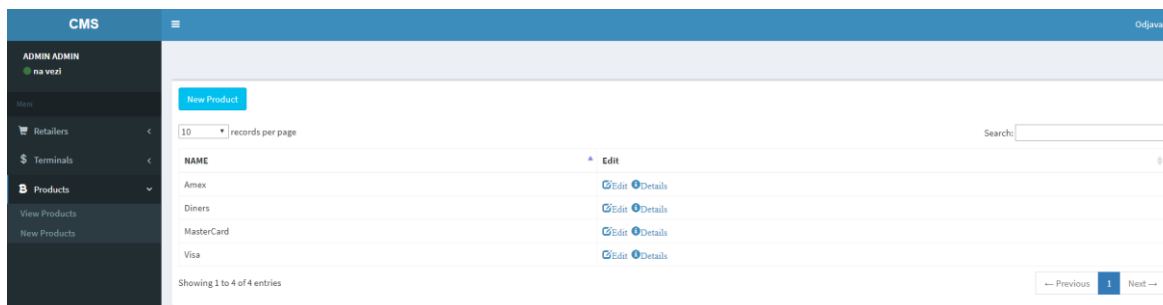 CMS
Odjava
ADMIN ADMIN
na vezi
Meni
Retailers
Terminals
Products
View Products
New Products
New Product
10 records per page
Search:
NAME Edit
Amex Edit Details
Diners Edit Details
MasterCard Edit Details
Visa Edit Details
Showing 1 to 4 of 4 entries
← Previous 1 Next →